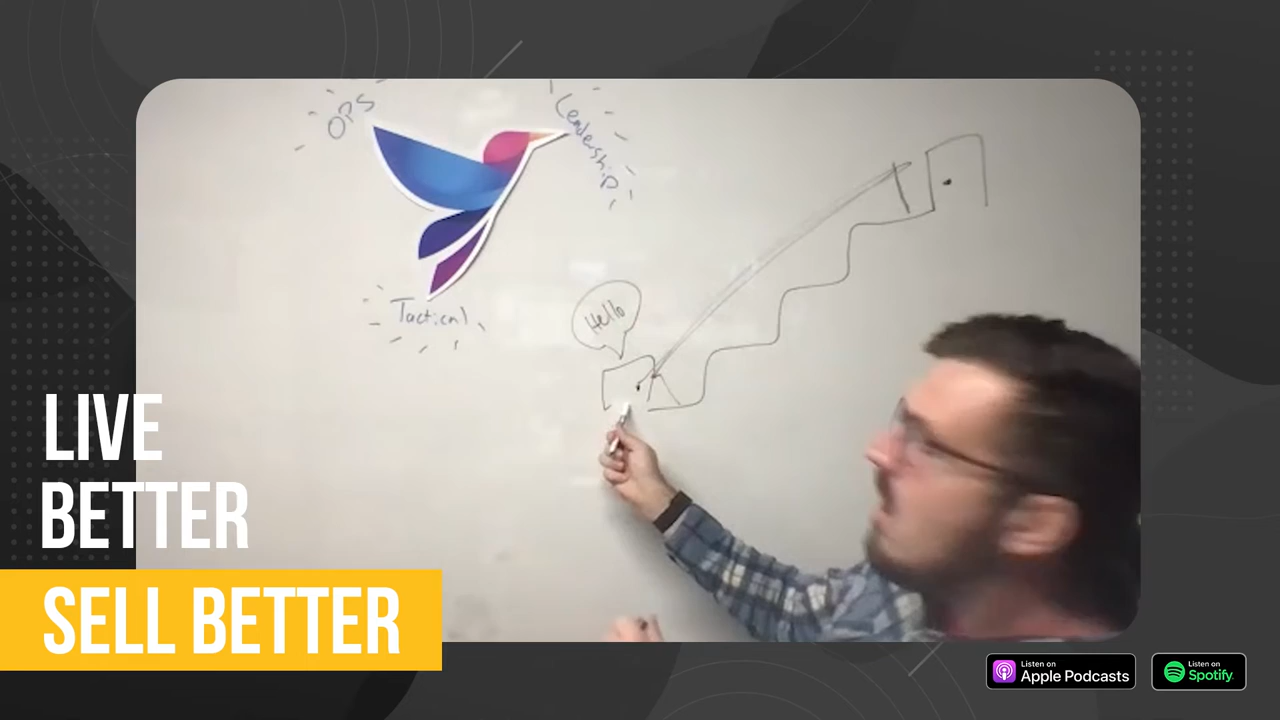 OPS
Leadership
Tactical
Hello
LIVE
BETTER
SELL BETTER
Listen on
Apple Podcasts
Listen on
Spotify